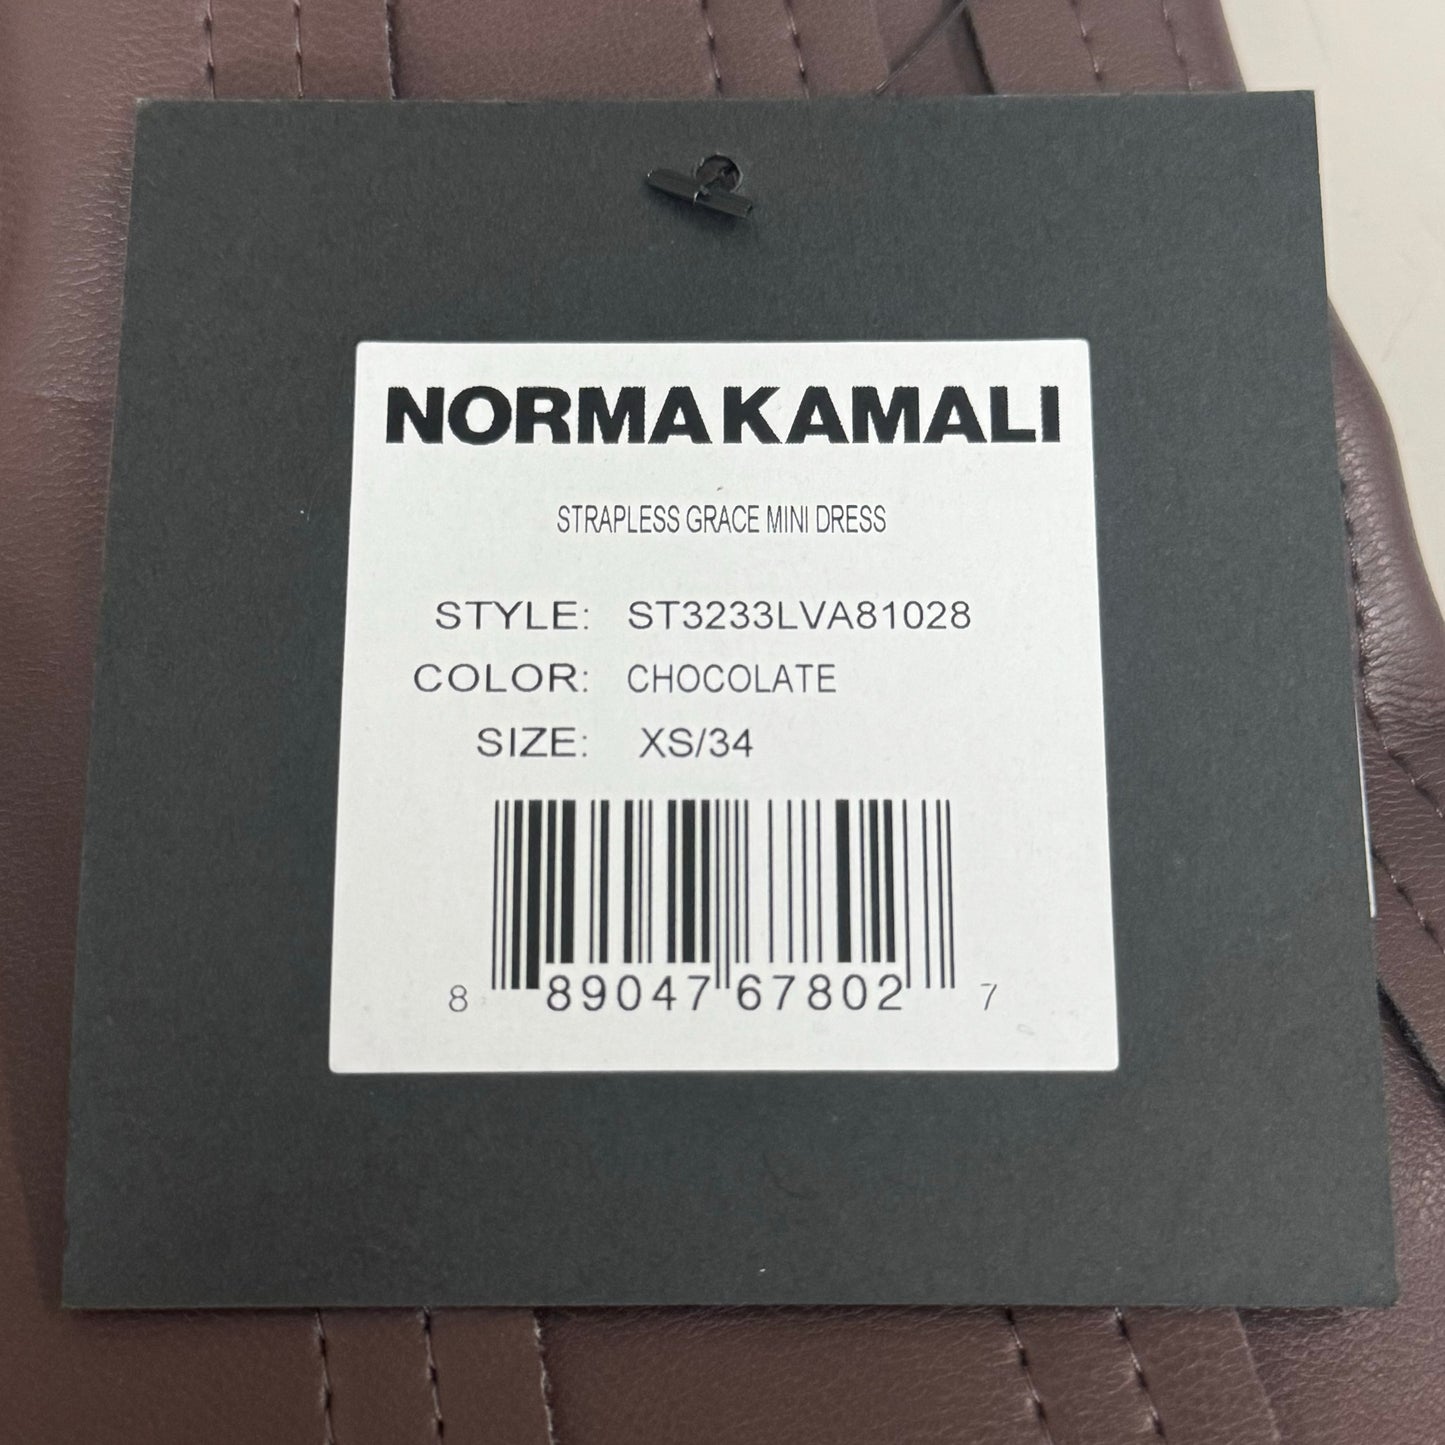 NORMA KAMALI
STRAPLESS GRACE MINI DRESS
STYLE: ST3233LVA81028
COLOR: CHOCOLATE
SIZE: XS/34
8 89047 67802 7